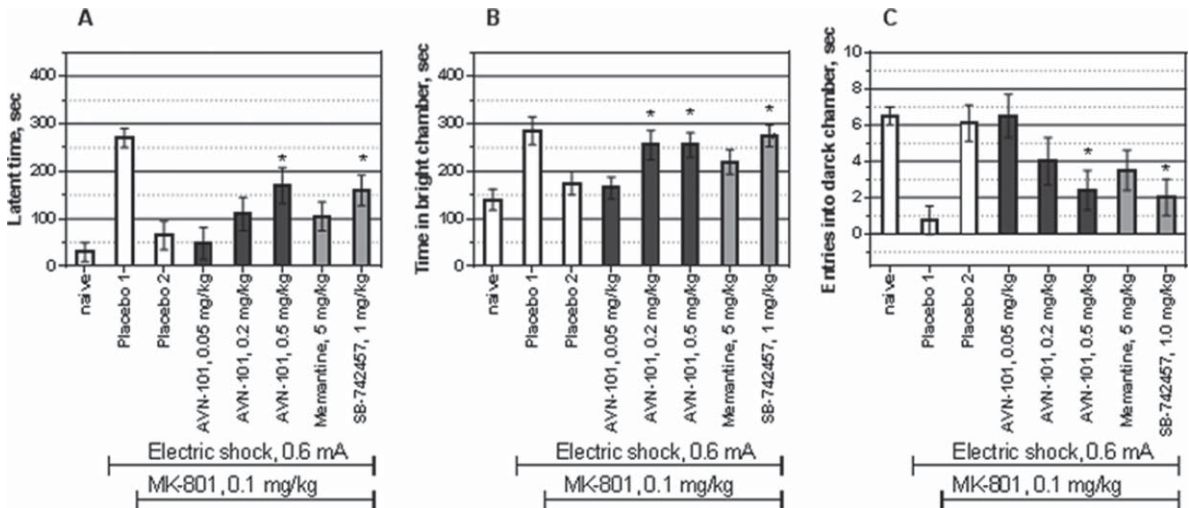 A
B
C
Latent time, sec
400
300
200
100
0
*
*
naive
Placebo 1
Placebo 2
AVN-101, 0.05 mg/kg
AVN-101, 0.2 mg/kg
AVN-101, 0.5 mg/kg
Memantine, 5 mg/kg
SB-742457, 1 mg/kg
Electric shock, 0.6 mA
MK-801, 0.1 mg/kg
Time in bright chamber, sec
400
300
200
100
0
*
*
*
naive
Placebo 1
Placebo 2
AVN-101, 0.05 mg/kg
AVN-101, 0.2 mg/kg
AVN-101, 0.5 mg/kg
Memantine, 5 mg/kg
SB-742457, 1 mg/kg
Electric shock, 0.6 mA
MK-801, 0.1 mg/kg
Entries into darck chamber, sec
10
8
6
4
2
0
*
*
naive
Placebo 1
Placebo 2
AVN-101, 0.05 mg/kg
AVN-101, 0.2 mg/kg
AVN-101, 0.5 mg/kg
Memantine, 5 mg/kg
SB-742457, 1.0 mg/kg
Electric shock, 0.6 mA
MK-801, 0.1 mg/kg